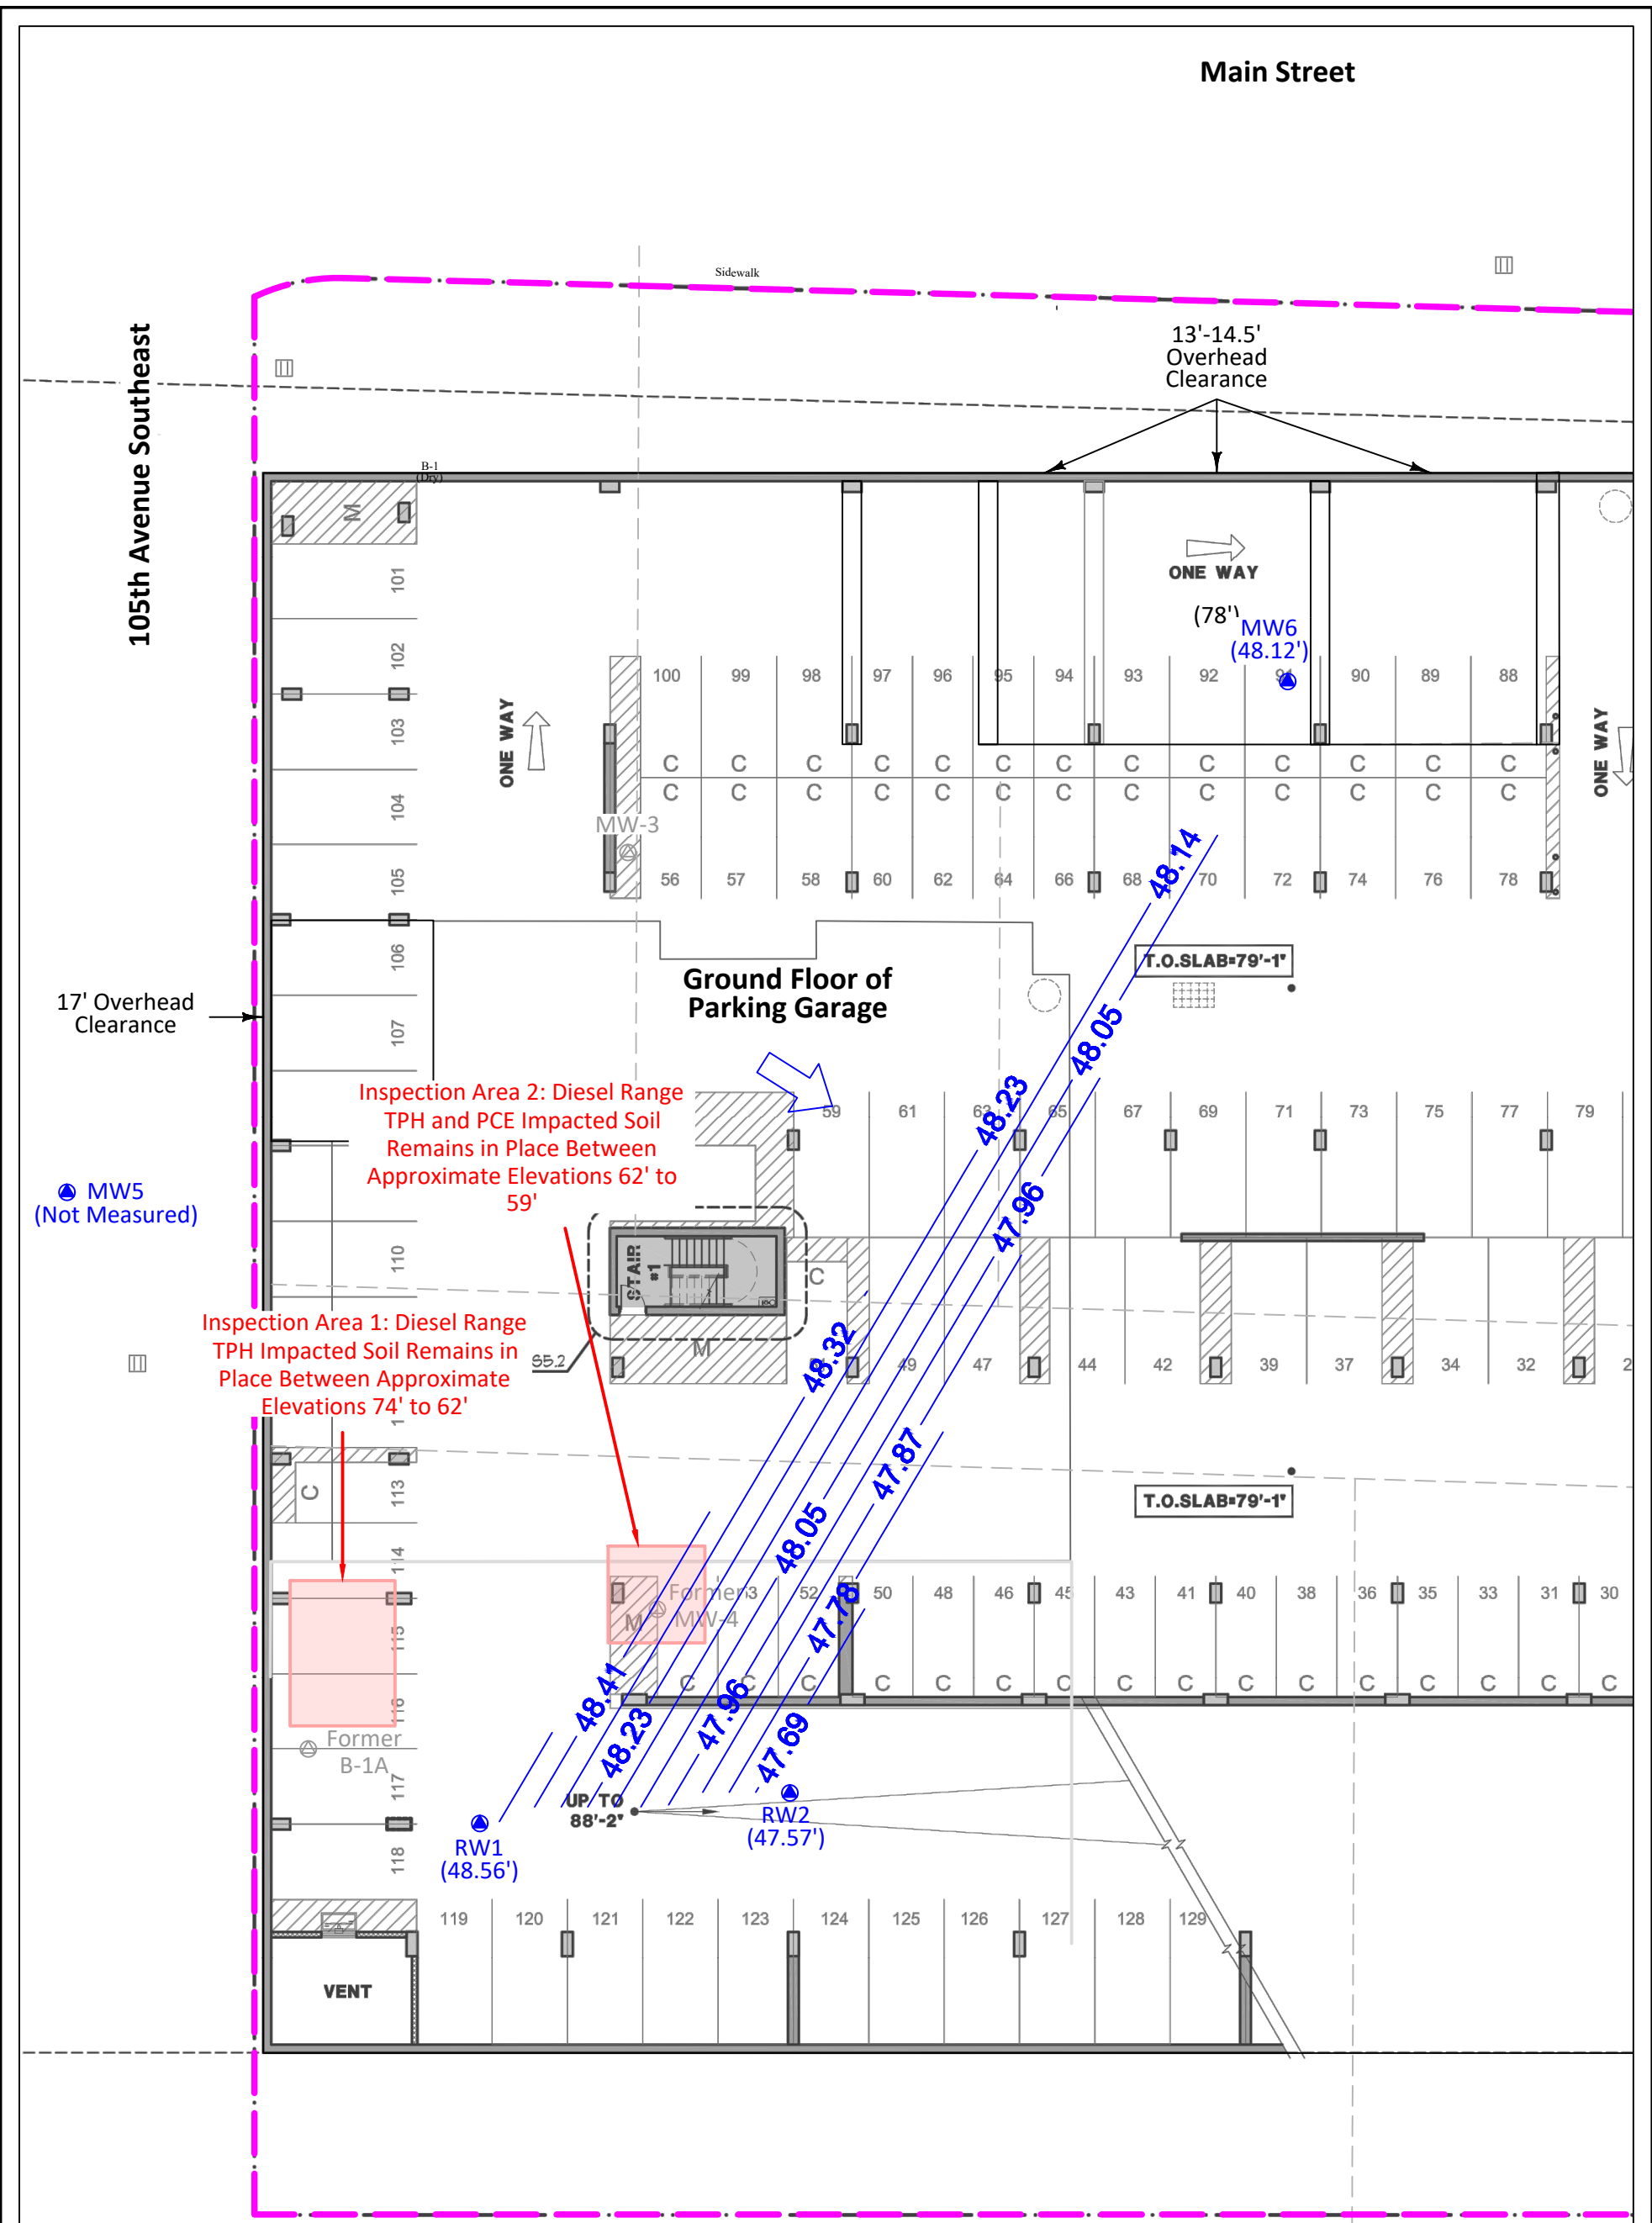 Main Street
Sidewalk
105th Avenue Southeast
13'-14.5'
Overhead
Clearance
B-1
(Dry)
M
101
102
103
104
105
106
107
110
ONE WAY
ONE WAY
ONE WAY
(78')
MW6
(48.12')
100 99 98 97 96 95 94 93 92 91 90 89 88
C C C C C C C C C C C C
C C C C C C C C C C C C
MW-3
56 57 58 60 62 64 66 68 70 72 74 76 78
48.14
T.O.SLAB=79'-1"
Ground Floor of
Parking Garage
17' Overhead
Clearance
48.05
48.23
Inspection Area 2: Diesel Range
TPH and PCE Impacted Soil
Remains in Place Between
Approximate Elevations 62' to
59'
59 61 63 65 67 69 71 73 75 77 79
MW5
(Not Measured)
47.96
STAIR
#1
C
Inspection Area 1: Diesel Range
TPH Impacted Soil Remains in
Place Between Approximate
Elevations 74' to 62'
S5.2
M
48.32
49 47 44 42 39 37 34 32
47.87
C
113
114
115
116
117
118
T.O.SLAB=79'-1"
48.05
47.78
Former
MW-4
M
52 50 48 46 45 43 41 40 38 36 35 33 31 30
C C C C C C C C C C C C C
48.41
48.23
47.96
47.69
Former
B-1A
UP TO
88'-2"
RW1
(48.56')
RW2
(47.57')
119 120 121 122 123 124 125 126 127 128 129
VENT